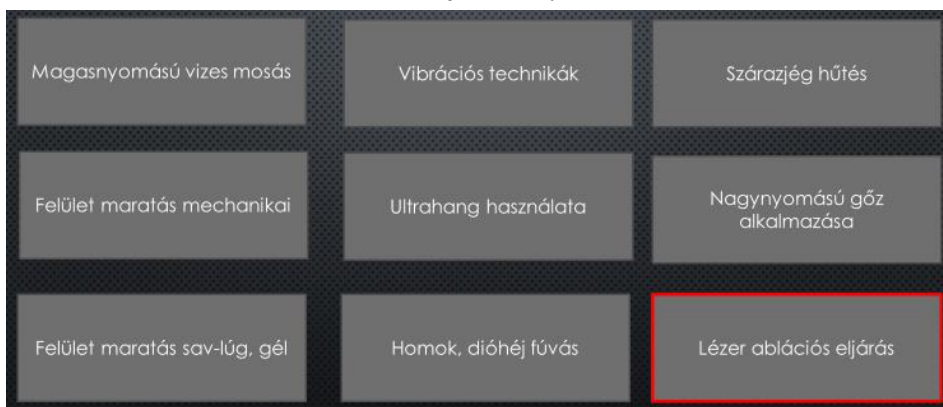 Magasnyomású vizes mosás
Vibrációs technikák
Szárazjég hűtés
Felület maratás mechanikai
Ultrahang használata
Nagynyomású gőz
alkalmazása
Felület maratás sav-lúg, gél
Homok, dióhéj fúvás
Lézer ablációs eljárás